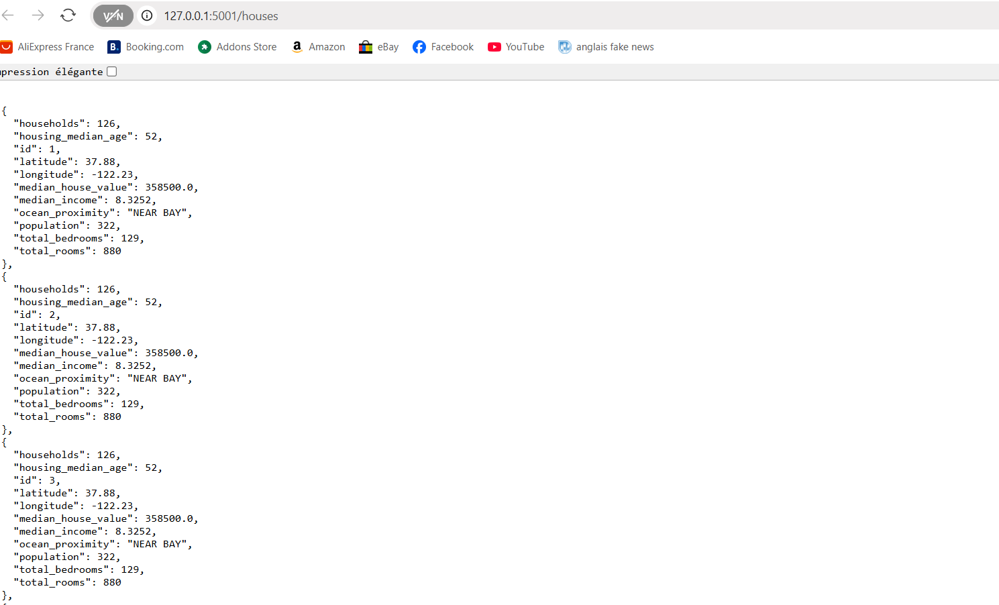 VPN 127.0.0.1:5001/houses
AliExpress France B. Booking.com Addons Store a Amazon eBay Facebook YouTube anglais fake news
pression élégante
{
"households": 126,
"housing_median_age": 52,
"id": 1,
"latitude": 37.88,
"longitude": -122.23,
"median_house_value": 358500.0,
"median_income": 8.3252,
"ocean_proximity": "NEAR BAY",
"population": 322,
"total_bedrooms": 129,
"total_rooms": 880
},
{
"households": 126,
"housing_median_age": 52,
"id": 2,
"latitude": 37.88,
"longitude": -122.23,
"median_house_value": 358500.0,
"median_income": 8.3252,
"ocean_proximity": "NEAR BAY",
"population": 322,
"total_bedrooms": 129,
"total_rooms": 880
},
{
"households": 126,
"housing_median_age": 52,
"id": 3,
"latitude": 37.88,
"longitude": -122.23,
"median_house_value": 358500.0,
"median_income": 8.3252,
"ocean_proximity": "NEAR BAY",
"population": 322,
"total_bedrooms": 129,
"total_rooms": 880
},